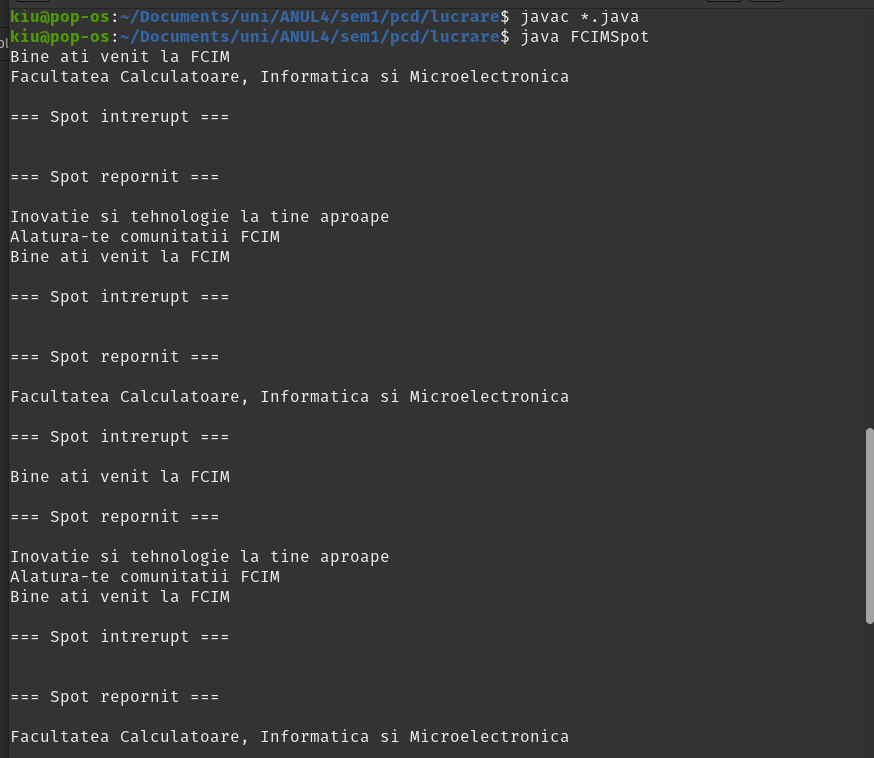 kiu@pop-os:~/Documents/uni/ANUL4/sem1/pcd/lucrare$ javac *.java
kiu@pop-os:~/Documents/uni/ANUL4/sem1/pcd/lucrare$ java FCIMSpot
Bine ati venit la FCIM
Facultatea Calculatoare, Informatica si Microelectronica
=== Spot intrerupt ===
=== Spot repornit ===
Inovatie si tehnologie la tine aproape
Alatura-te comunitatii FCIM
Bine ati venit la FCIM
=== Spot intrerupt ===
=== Spot repornit ===
Facultatea Calculatoare, Informatica si Microelectronica
=== Spot intrerupt ===
Bine ati venit la FCIM
=== Spot repornit ===
Inovatie si tehnologie la tine aproape
Alatura-te comunitatii FCIM
Bine ati venit la FCIM
=== Spot intrerupt ===
=== Spot repornit ===
Facultatea Calculatoare, Informatica si Microelectronica